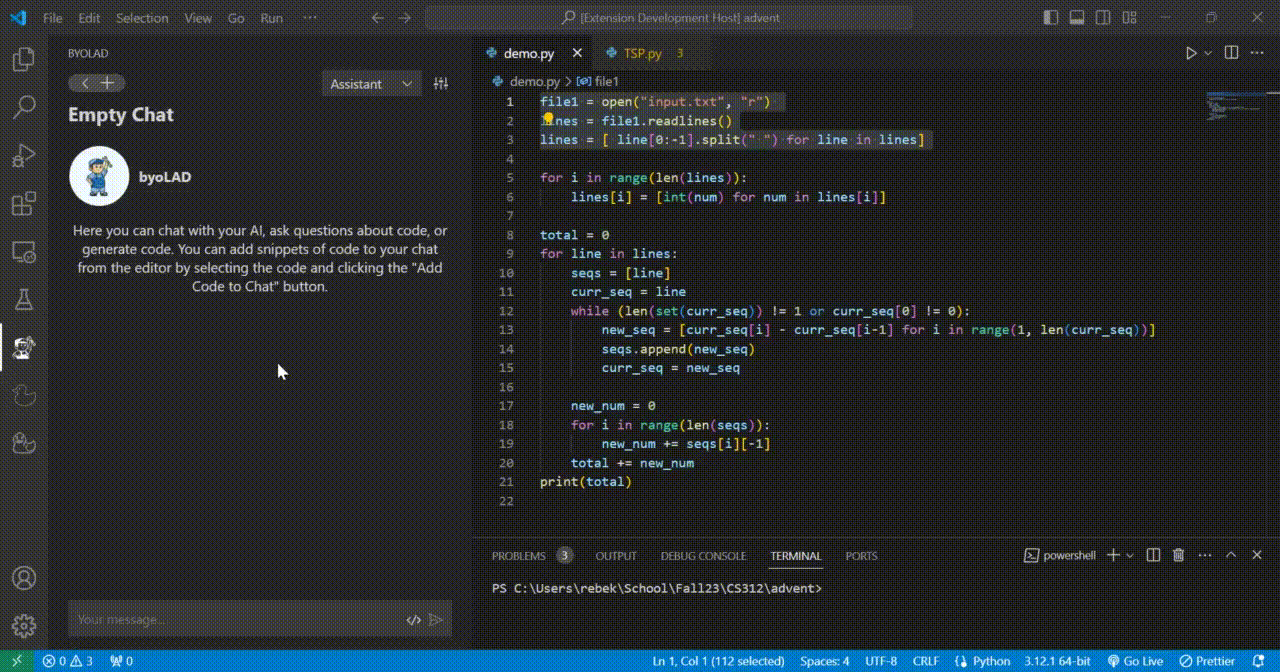 File Edit Selection View Go Run ··· [Extension Development Host] advent
BYOLAD
Assistant
Empty Chat
byoLAD
Here you can chat with your AI, ask questions about code, or
generate code. You can add snippets of code to your chat
from the editor by selecting the code and clicking the "Add
Code to Chat" button.
Your message...
demo.py TSP.py 3
demo.py > file1
1 file1 = open("input.txt", "r")
2 lines = file1.readlines()
3 lines = [ line[0:-1].split(" ") for line in lines]
4
5 for i in range(len(lines)):
6 lines[i] = [int(num) for num in lines[i]]
7
8 total = 0
9 for line in lines:
10 seqs = [line]
11 curr_seq = line
12 while (len(set(curr_seq)) != 1 or curr_seq[0] != 0):
13 new_seq = [curr_seq[i] - curr_seq[i-1] for i in range(1, len(curr_seq))]
14 seqs.append(new_seq)
15 curr_seq = new_seq
16
17 new_num = 0
18 for i in range(len(seqs)):
19 new_num += seqs[i][-1]
20 total += new_num
21 print(total)
22
PROBLEMS 3 OUTPUT DEBUG CONSOLE TERMINAL PORTS powershell
PS C:\Users\rebek\School\Fall23\CS312\advent>
0 3 0 Ln 1, Col 1 (112 selected) Spaces: 4 UTF-8 CRLF Python 3.12.1 64-bit Go Live Prettier